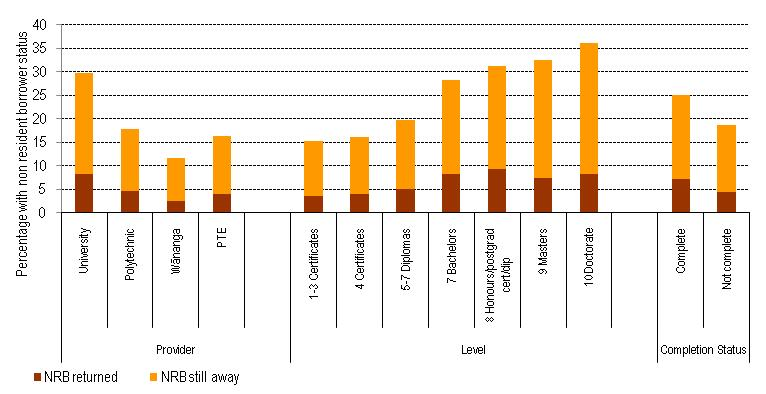 Percentage with non resident borrower status
40
35
30
25
20
15
10
5
0
University
Polytechnic
Wānanga
PTE
1-3 Certificates
4 Certificates
5-7 Diplomas
7 Bachelors
8 Honours/postgrad
cert/dip
9 Masters
10Doctorate
Complete
Not complete
Provider
Level
Completion Status
NRB returned
NRB still away